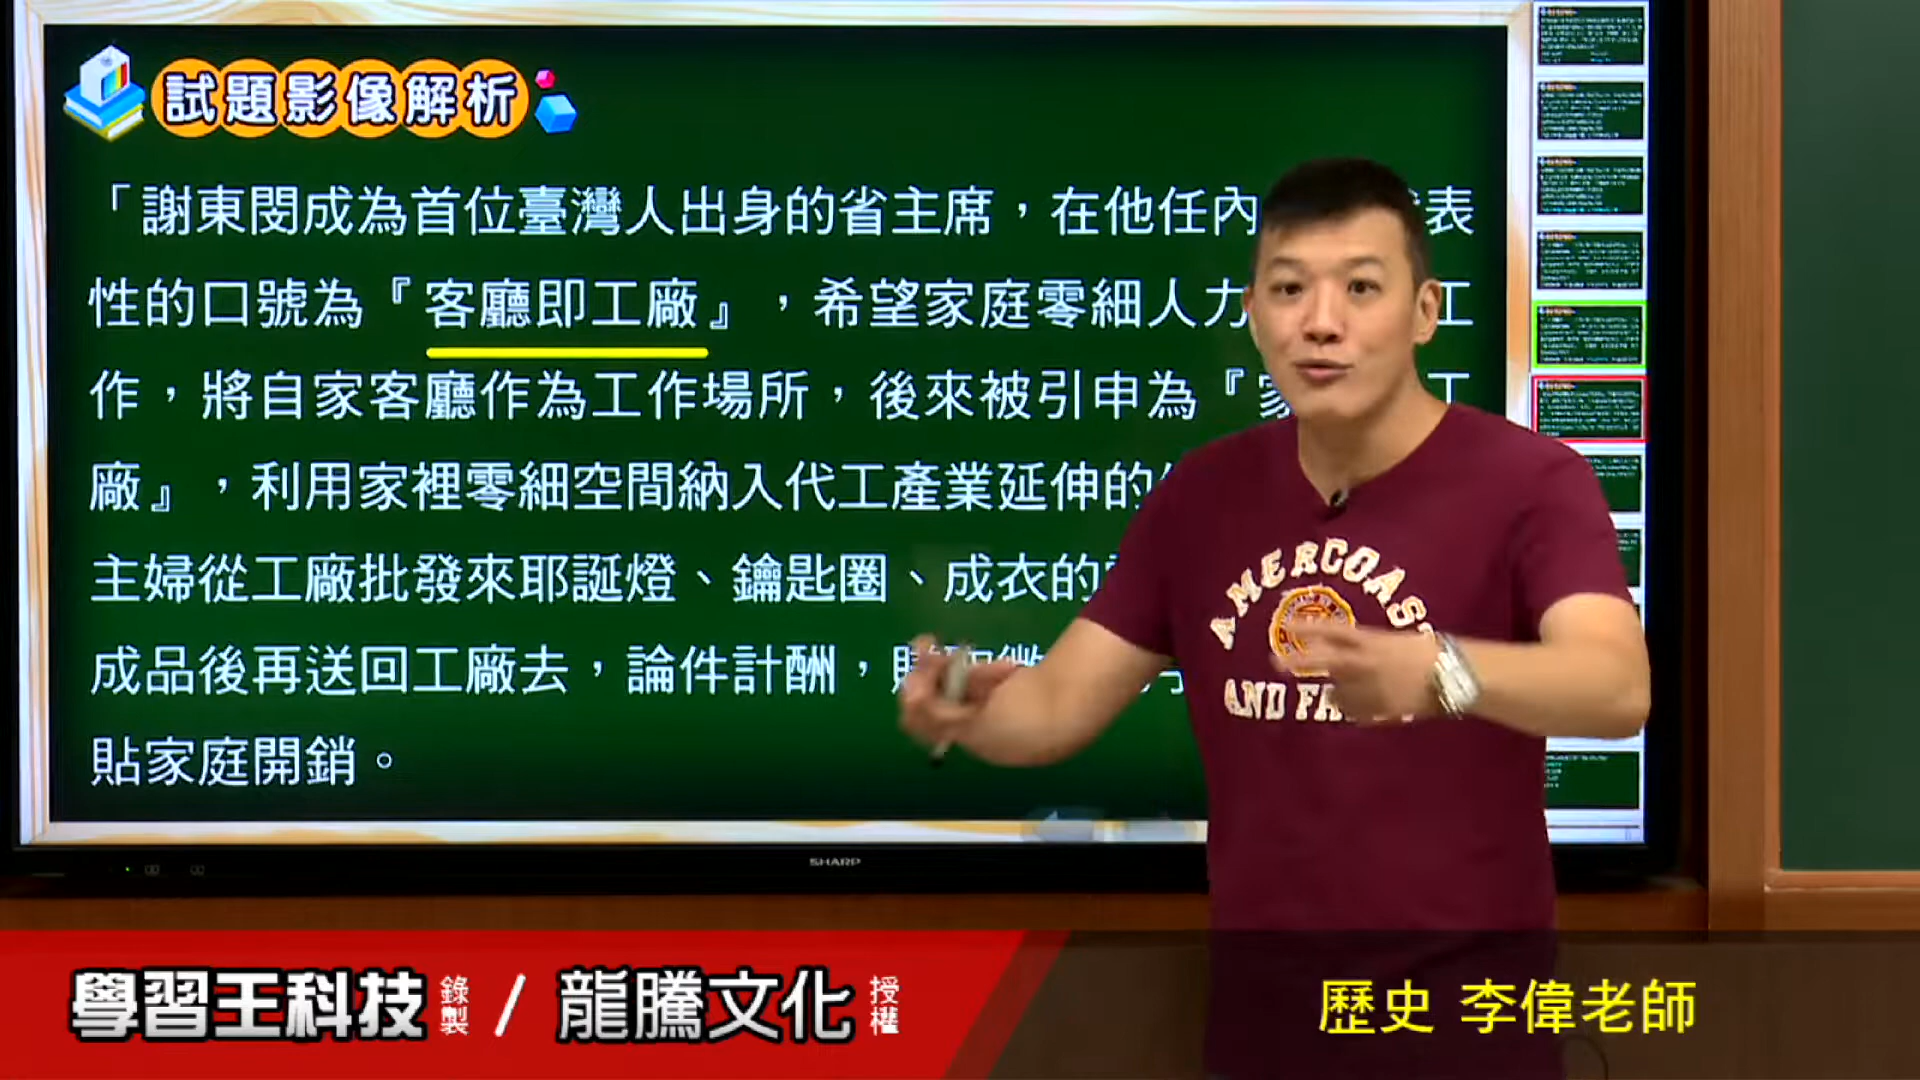 試題影像解析
「謝東閔成為首位臺灣人出身的省主席，在他任內 表
性的口號為『客廳即工廠』，希望家庭零細人力 工
作，將自家客廳作為工作場所，後來被引申為『家 工
廠』，利用家裡零細空間納入代工產業延伸的
主婦從工廠批發來耶誕燈、鑰匙圈、成衣的
成品後再送回工廠去，論件計酬，
貼家庭開銷。
SHARP
AMERCOAST
AND
學習王科技 錄製 / 龍騰文化 授權
歷史 李偉老師